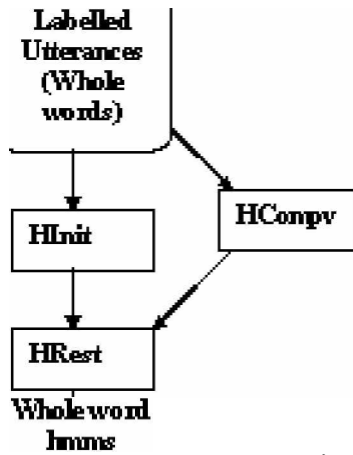 Labelled
Utterances
(Whole
words)
HInit
HCompv
HRest
Whole word
hmms